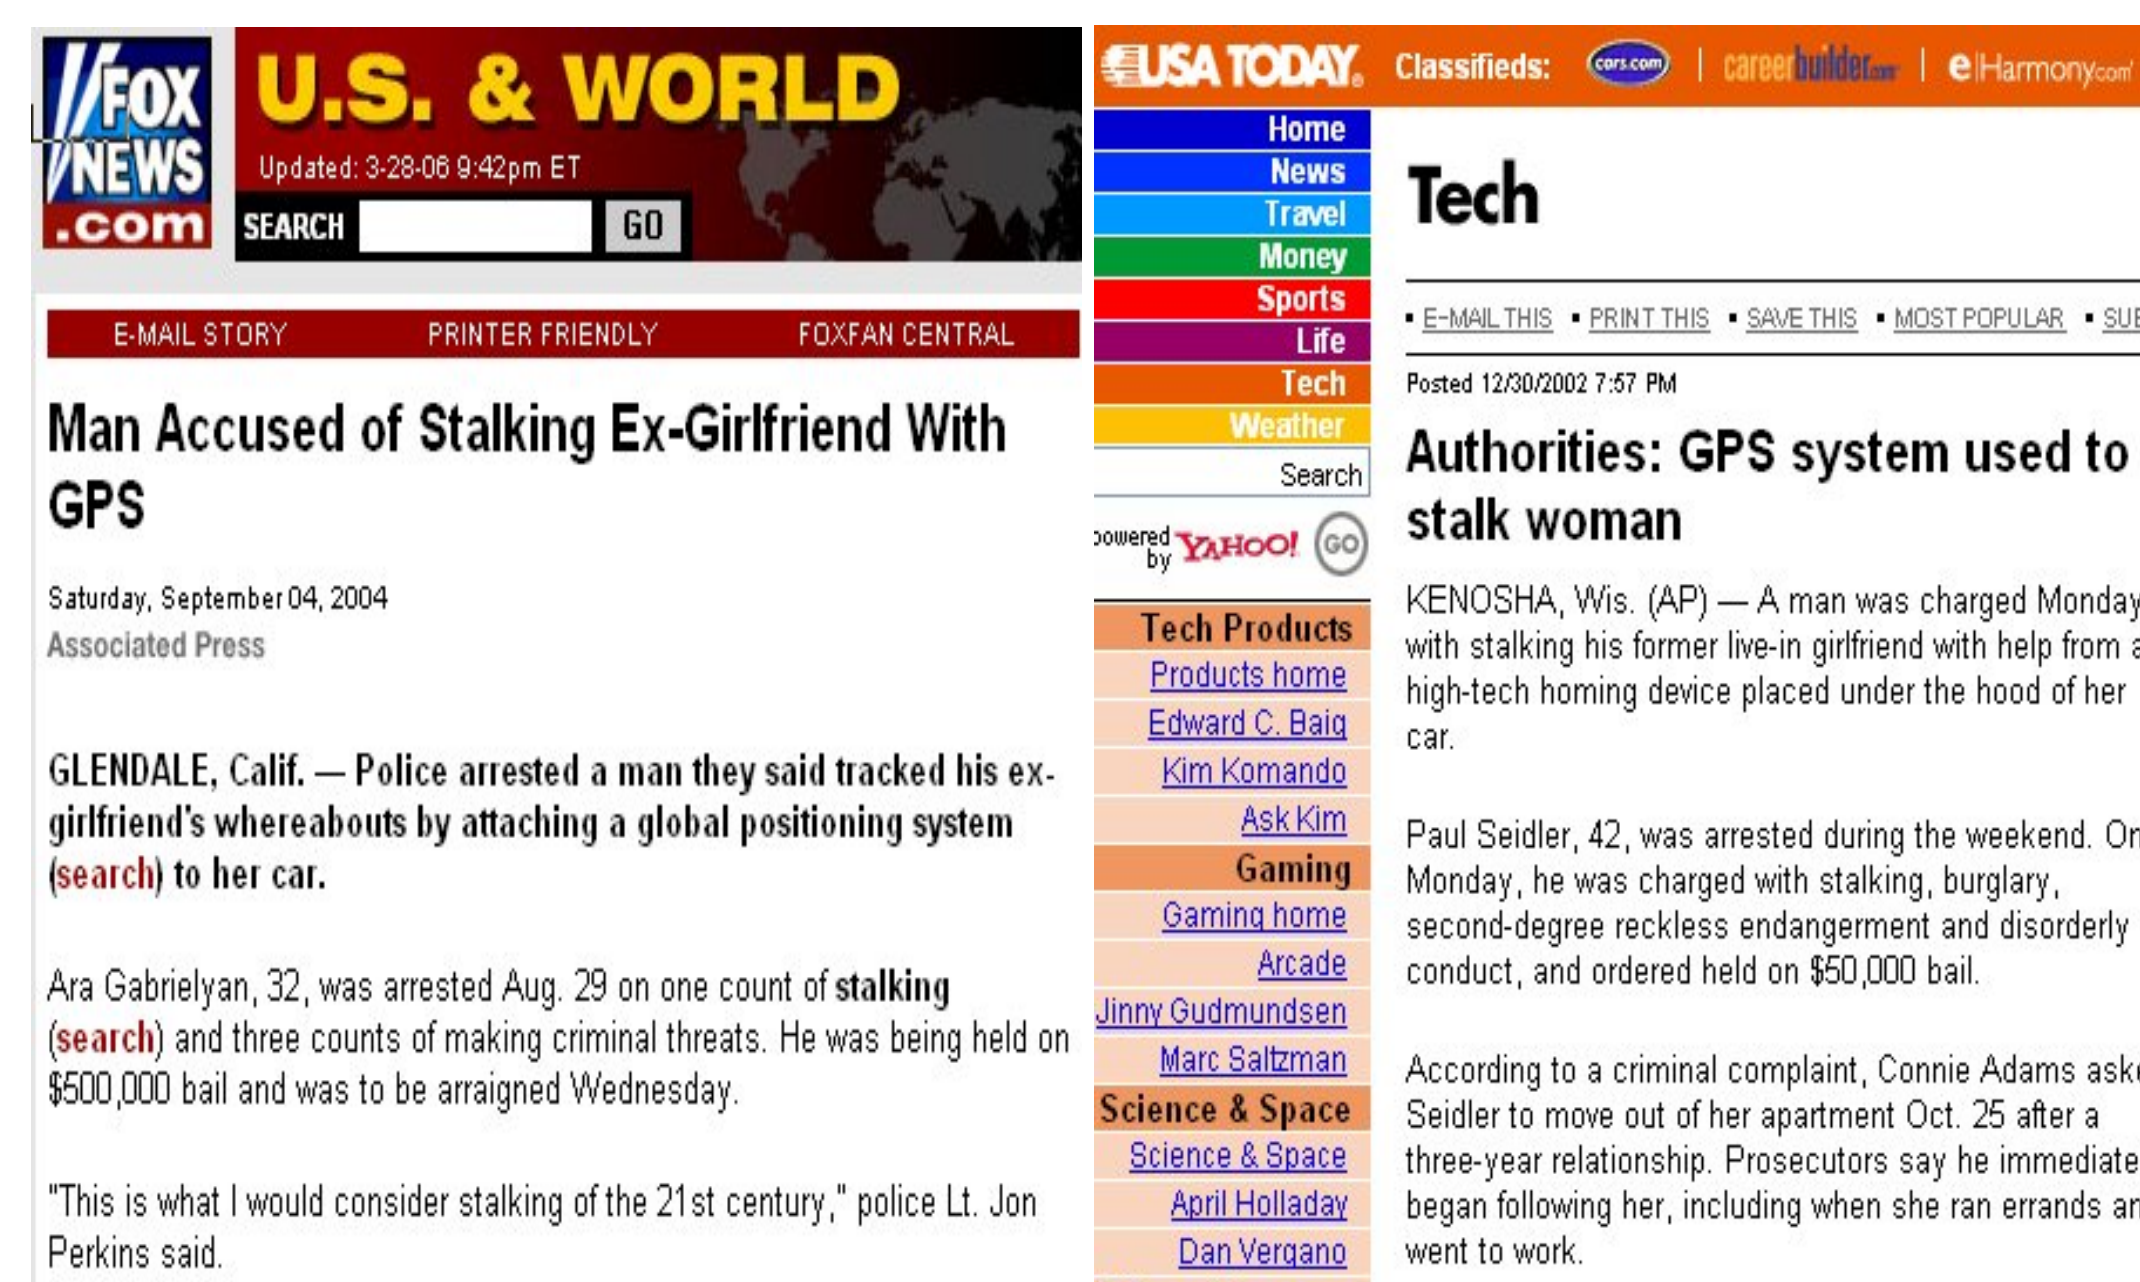 FOX
NEWS
.com
U.S. & WORLD
Updated: 3-28-06 9:42pm ET
SEARCH GO
E-MAIL STORY PRINTER FRIENDLY FOXFAN CENTRAL
Man Accused of Stalking Ex-Girlfriend With
GPS
Saturday, September 04, 2004
Associated Press
GLENDALE, Calif. — Police arrested a man they said tracked his ex-
girlfriend's whereabouts by attaching a global positioning system
(search) to her car.
Ara Gabrielyan, 32, was arrested Aug. 29 on one count of stalking
(search) and three counts of making criminal threats. He was being held on
$500,000 bail and was to be arraigned Wednesday.
"This is what I would consider stalking of the 21st century," police Lt. Jon
Perkins said.
USA TODAY. Classifieds: cars.com | careerbuilder.com | eHarmony.com
Home
News
Travel
Money
Sports
Life
Tech
Weather
Search
powered
by YAHOO! GO
Tech Products
Products home
Edward C. Baig
Kim Komando
Ask Kim
Gaming
Gaming home
Arcade
Jinny Gudmundsen
Marc Saltzman
Science & Space
Science & Space
April Holladay
Dan Vergano
Tech
▪ E-MAIL THIS ▪ PRINT THIS ▪ SAVE THIS ▪ MOST POPULAR ▪ SUB
Posted 12/30/2002 7:57 PM
Authorities: GPS system used to
stalk woman
KENOSHA, Wis. (AP) — A man was charged Monday
with stalking his former live-in girlfriend with help from a
high-tech homing device placed under the hood of her
car.
Paul Seidler, 42, was arrested during the weekend. On
Monday, he was charged with stalking, burglary,
second-degree reckless endangerment and disorderly
conduct, and ordered held on $50,000 bail.
According to a criminal complaint, Connie Adams aske
Seidler to move out of her apartment Oct. 25 after a
three-year relationship. Prosecutors say he immediate
began following her, including when she ran errands an
went to work.